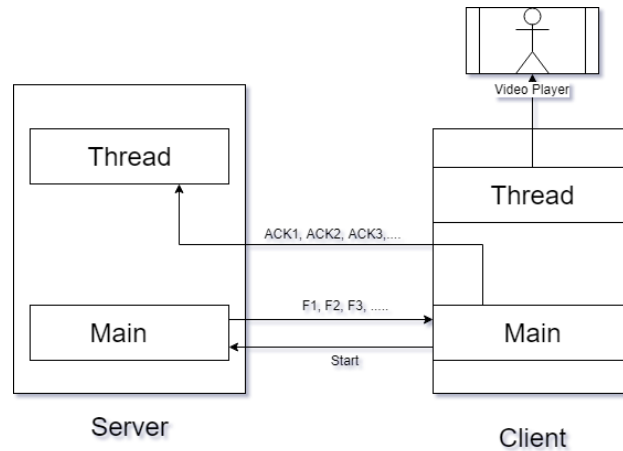 Video Player
Thread
Thread
ACK1, ACK2, ACK3,....
F1, F2, F3, .....
Main
Main
Start
Server
Client